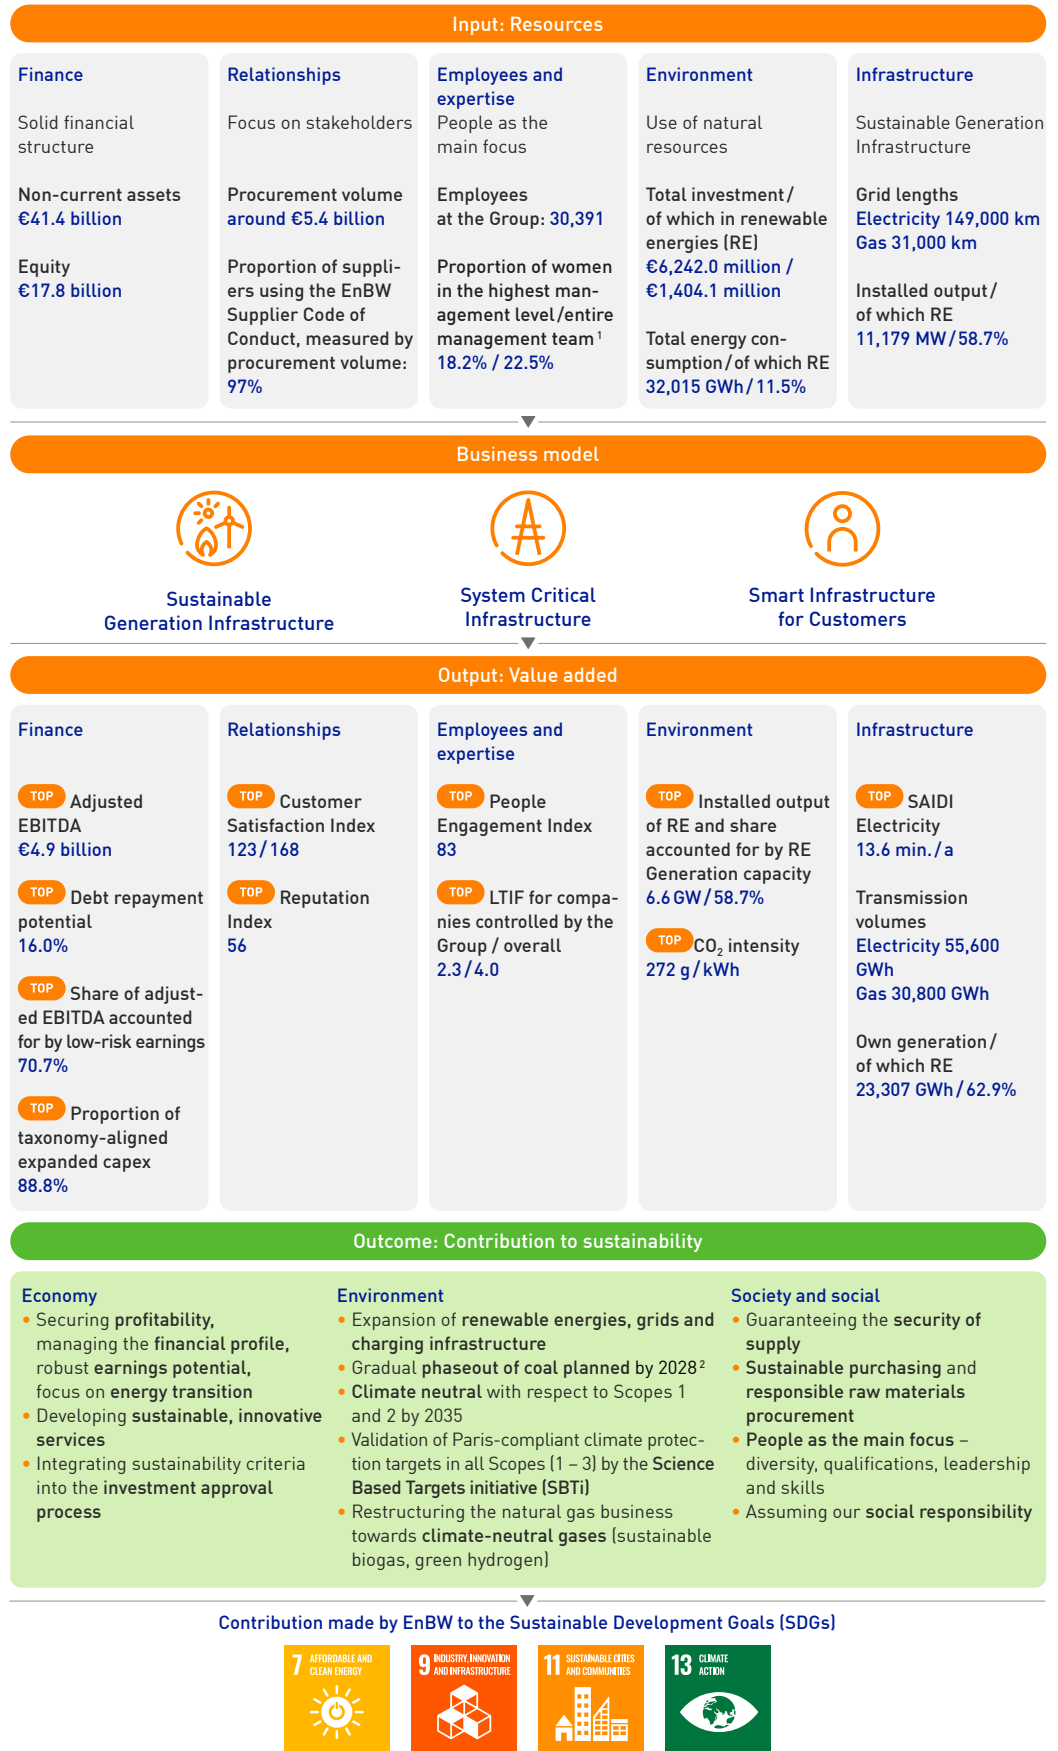 Input: Resources
Finance
Solid financial
structure
Non-current assets
€41.4 billion
Equity
€17.8 billion
Relationships
Focus on stakeholders
Procurement volume
around €5.4 billion
Proportion of suppli-
ers using the EnBW
Supplier Code of
Conduct, measured by
procurement volume:
97%
Employees and
expertise
People as the
main focus
Employees
at the Group: 30,391
Proportion of women
in the highest man-
agement level/entire
management team 1
18.2% / 22.5%
Environment
Use of natural
resources
Total investment/
of which in renewable
energies (RE)
€6,242.0 million /
€1,404.1 million
Total energy con-
sumption/of which RE
32,015 GWh/11.5%
Infrastructure
Sustainable Generation
Infrastructure
Grid lengths
Electricity 149,000 km
Gas 31,000 km
Installed output/
of which RE
11,179 MW/58.7%
Business model
Sustainable
Generation Infrastructure
System Critical
Infrastructure
Smart Infrastructure
for Customers
Output: Value added
Finance
TOP Adjusted
EBITDA
€4.9 billion
TOP Debt repayment
potential
16.0%
TOP Share of adjust-
ed EBITDA accounted
for by low-risk earnings
70.7%
TOP Proportion of
taxonomy-aligned
expanded capex
88.8%
Relationships
TOP Customer
Satisfaction Index
123/168
TOP Reputation
Index
56
Employees and
expertise
TOP People
Engagement Index
83
TOP LTIF for compa-
nies controlled by the
Group / overall
2.3/4.0
Environment
TOP Installed output
of RE and share
accounted for by RE
Generation capacity
6.6 GW/58.7%
TOP CO2 intensity
272 g/kWh
Infrastructure
TOP SAIDI
Electricity
13.6 min./a
Transmission
volumes
Electricity 55,600
GWh
Gas 30,800 GWh
Own generation/
of which RE
23,307 GWh/62.9%
Outcome: Contribution to sustainability
Economy
• Securing profitability,
managing the financial profile,
robust earnings potential,
focus on energy transition
• Developing sustainable, innovative
services
• Integrating sustainability criteria
into the investment approval
process
Environment
• Expansion of renewable energies, grids and
charging infrastructure
• Gradual phaseout of coal planned by 2028 2
• Climate neutral with respect to Scopes 1
and 2 by 2035
• Validation of Paris-compliant climate protec-
tion targets in all Scopes (1 – 3) by the Science
Based Targets initiative (SBTi)
• Restructuring the natural gas business
towards climate-neutral gases (sustainable
biogas, green hydrogen)
Society and social
• Guaranteeing the security of
supply
• Sustainable purchasing and
responsible raw materials
procurement
• People as the main focus –
diversity, qualifications, leadership
and skills
• Assuming our social responsibility
Contribution made by EnBW to the Sustainable Development Goals (SDGs)
7 AFFORDABLE AND
CLEAN ENERGY
9 INDUSTRY, INNOVATION
AND INFRASTRUCTURE
11 SUSTAINABLE CITIES
AND COMMUNITIES
13 CLIMATE
ACTION